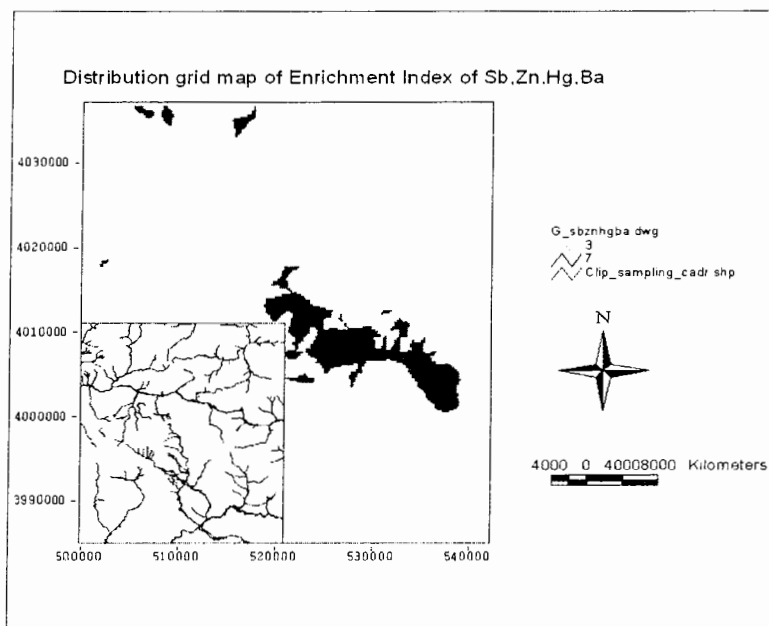 Distribution grid map of Enrichment Index of Sb,Zn,Hg,Ba
4030000
4020000
4010000
4000000
3990000
500000
510000
520000
530000
540000
G_sbznhgba dwg
3
7
Clip_sampling_cadr shp
N
4000 0 40008000 Kilometers